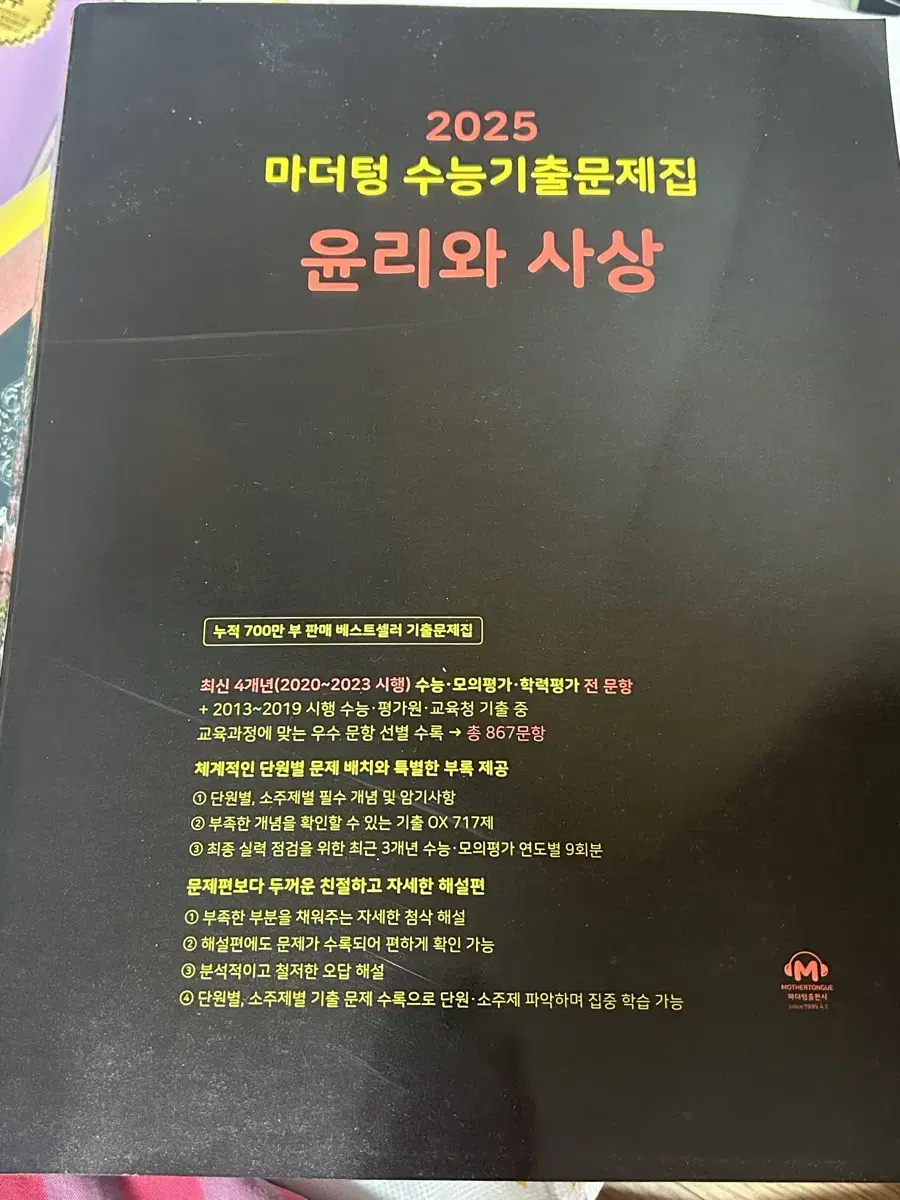 2025
마더텅 수능기출문제집
윤리와 사상
누적 700만 부 판매 베스트셀러 기출문제집
최신 4개년(2020~2023 시행) 수능·모의평가·학력평가 전 문항
+ 2013~2019 시행 수능·평가원·교육청 기출 중
교육과정에 맞는 우수 문항 선별 수록 → 총 867문항
체계적인 단원별 문제 배치와 특별한 부록 제공
① 단원별, 소주제별 필수 개념 및 암기사항
② 부족한 개념을 확인할 수 있는 기출 OX 717제
③ 최종 실력 점검을 위한 최근 3개년 수능·모의평가 연도별 9회분
문제편보다 두꺼운 친절하고 자세한 해설편
① 부족한 부분을 채워주는 자세한 첨삭 해설
② 해설편에도 문제가 수록되어 편하게 확인 가능
③ 분석적이고 철저한 오답 해설
④ 단원별, 소주제별 기출 문제 수록으로 단원·소주제 파악하며 집중 학습 가능
M
MOTHERTONGUE
마더텅출판사
since1999.4.1